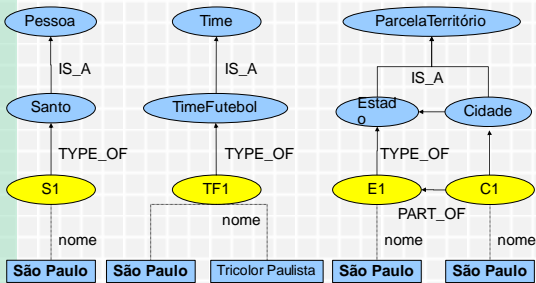 Pessoa
Time
ParcelaTerritório
IS_A
IS_A
IS_A
Santo
TimeFutebol
Estad
o
Cidade
TYPE_OF
TYPE_OF
TYPE_OF
S1
TF1
E1
C1
PART_OF
nome
nome
nome
nome
São Paulo
São Paulo
Tricolor Paulista
São Paulo
São Paulo